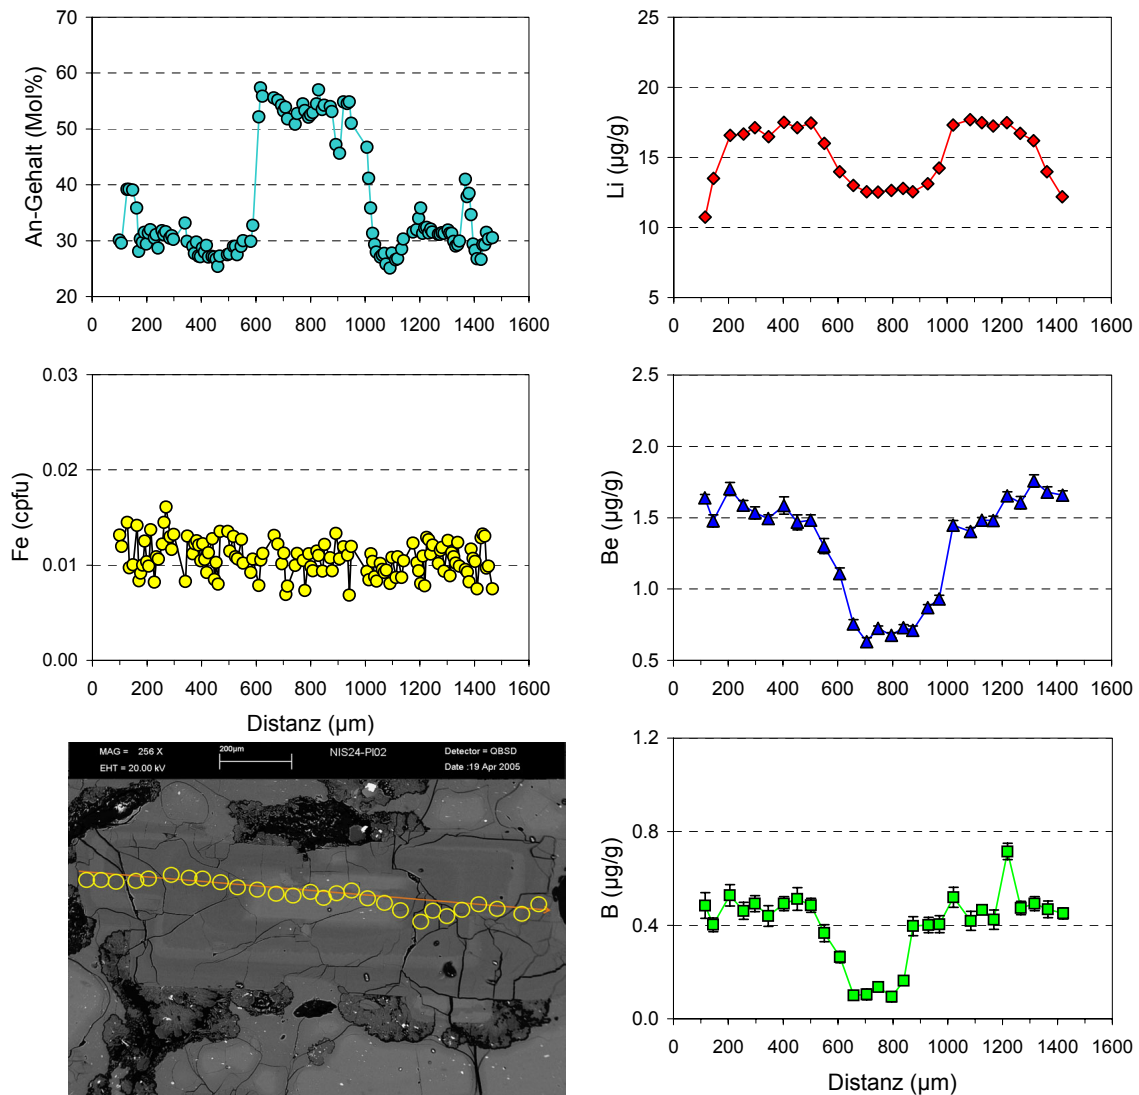 70
60
50
40
30
20
An-Gehalt (Mol%)
0 200 400 600 800 1000 1200 1400 1600
25
20
15
10
5
Li (µg/g)
0 200 400 600 800 1000 1200 1400 1600
0.03
0.02
0.01
0.00
Fe (cpfu)
0 200 400 600 800 1000 1200 1400 1600
Distanz (µm)
2.5
2.0
1.5
1.0
0.5
Be (µg/g)
0 200 400 600 800 1000 1200 1400 1600
MAG = 256 X 200µm NIS24-Pl02 Detector = QBSD
EHT = 20.00 kV Date :19 Apr 2005
1.2
0.8
0.4
0.0
B (µg/g)
0 200 400 600 800 1000 1200 1400 1600
Distanz (µm)